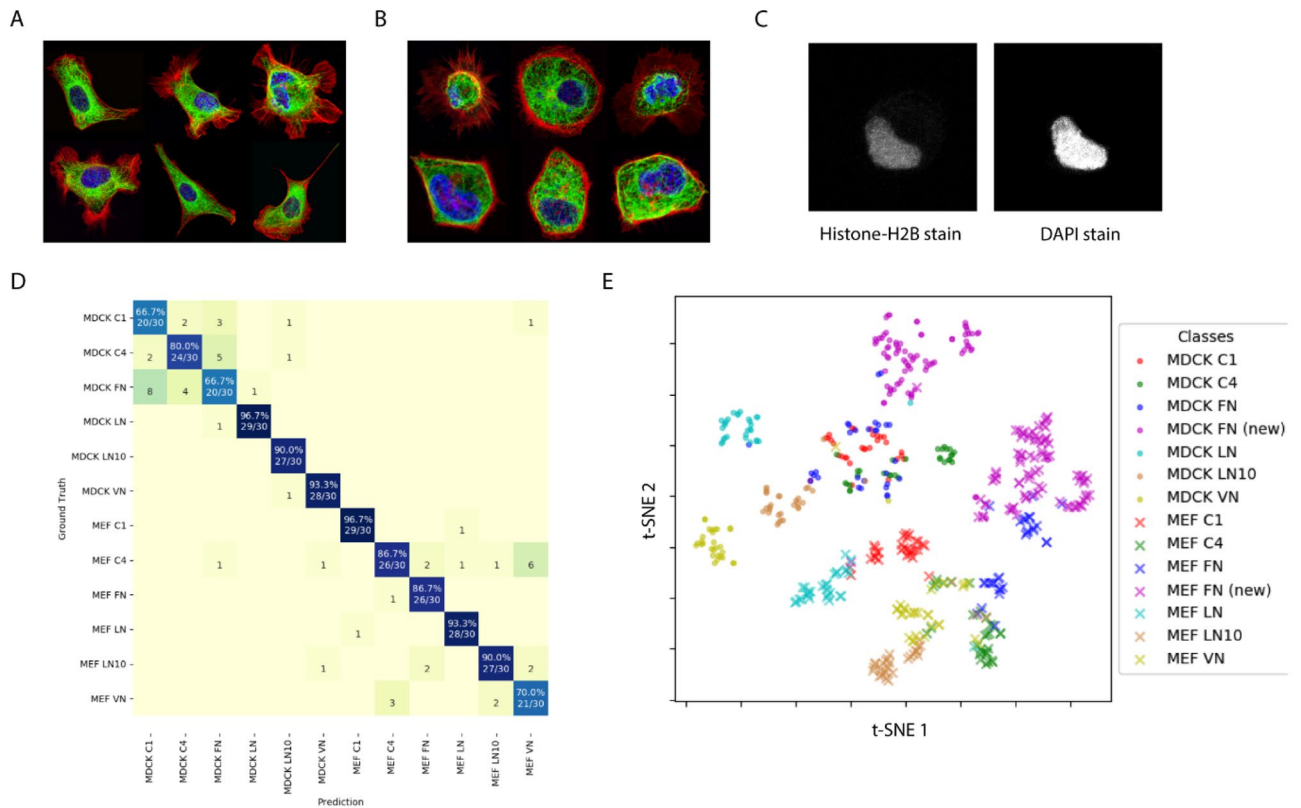 A
B
C
Histone-H2B stain
DAPI stain
D
Ground Truth
MDCK C1
66.7%
20/30
2
3
1
1
MDCK C4
2
80.0%
24/30
5
1
MDCK FN
8
4
66.7%
20/30
1
MDCK LN
1
96.7%
29/30
MDCK LN10
90.0%
27/30
MDCK VN
1
93.3%
28/30
MEF C1
96.7%
29/30
1
MEF C4
1
1
86.7%
26/30
2
1
1
6
MEF FN
1
86.7%
26/30
MEF LN
1
93.3%
28/30
MEF LN10
1
2
90.0%
27/30
2
MEF VN
3
2
70.0%
21/30
MDCK C1
MDCK C4
MDCK FN
MDCK LN
MDCK LN10
MDCK VN
MEF C1
MEF C4
MEF FN
MEF LN
MEF LN10
MEF VN
Prediction
E
t-SNE 2
t-SNE 1
Classes
MDCK C1
MDCK C4
MDCK FN
MDCK FN (new)
MDCK LN
MDCK LN10
MDCK VN
MEF C1
MEF C4
MEF FN
MEF FN (new)
MEF LN
MEF LN10
MEF VN